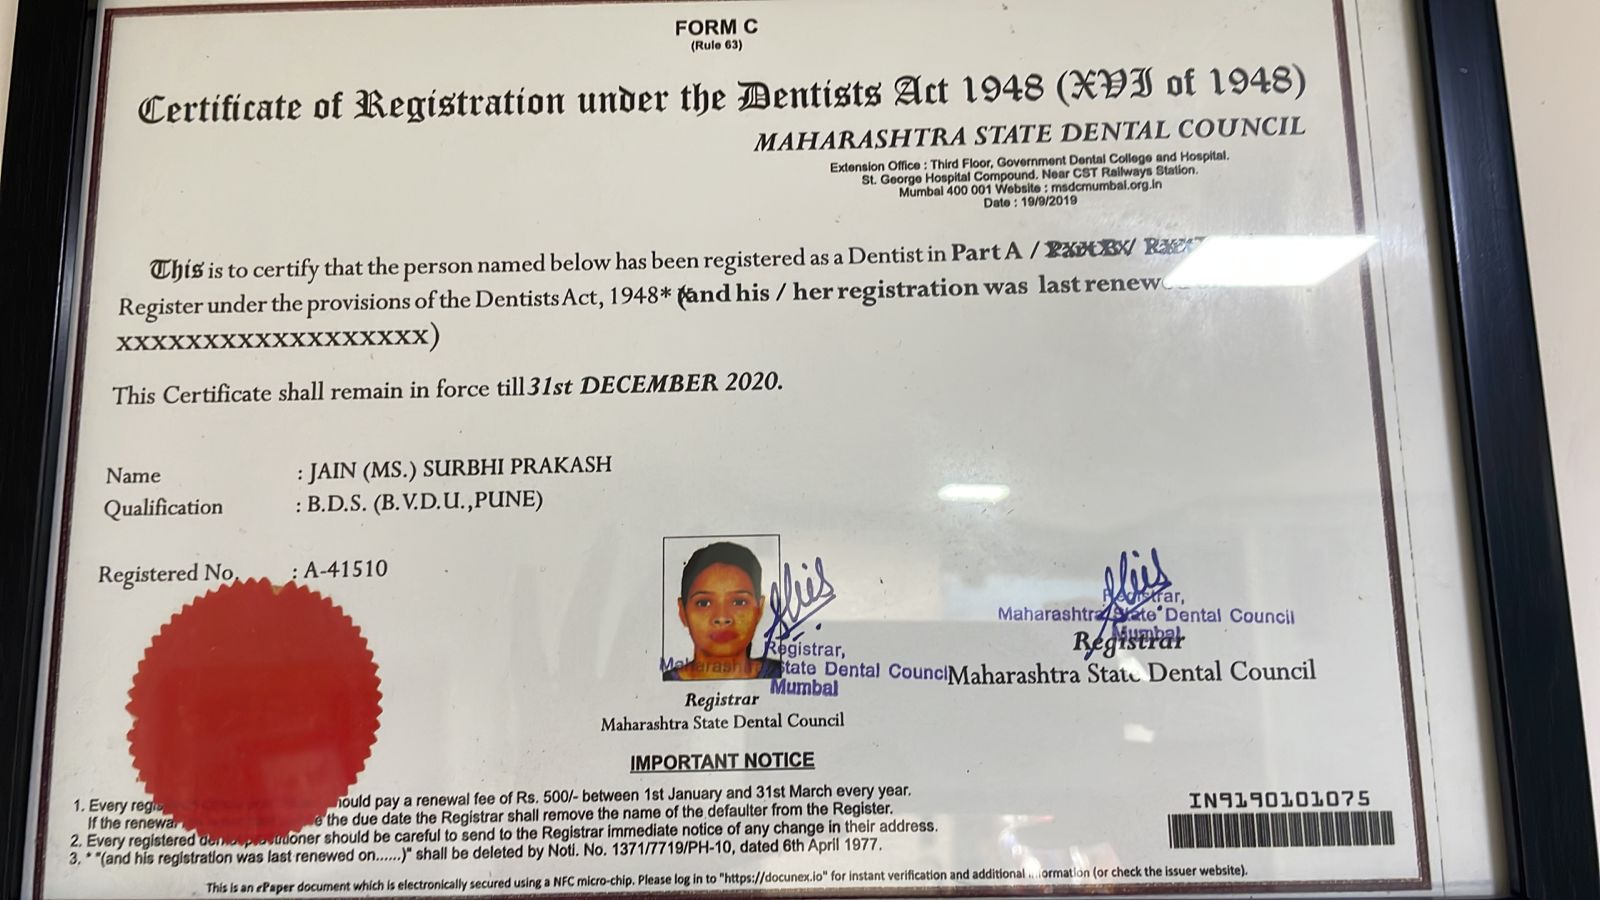 FORM C
(Rule 63)
Certificate of Registration under the Dentists Act 1948 (XVI of 1948)
MAHARASHTRA STATE DENTAL COUNCIL
Extension Office : Third Floor, Government Dental College and Hospital.
St. George Hospital Compound. Near CST Railways Station.
Mumbai 400 001 Website : msdcmumbai.org.in
Date : 19/9/2019
This is to certify that the person named below has been registered as a Dentist in Part A /
Register under the provisions of the Dentists Act, 1948* (and his / her registration was last
xxxxxxxxxxxxxxxxxx)
This Certificate shall remain in force till 31st DECEMBER 2020.
Name : JAIN (MS.) SURBHI PRAKASH
Qualification : B.D.S. (B.V.D.U.,PUNE)
Registered No. : A-41510
Registrar,
Maharashtra State Dental Council
Mumbai
Registrar
Maharashtra State Dental Council
Registrar,
Maharashtra State Dental Council
Mumbai
Registrar
Maharashtra State Dental Council
IMPORTANT NOTICE
1. Every pay a renewal fee of Rs. 500/- between 1st January and 31st March every year.
If the the due date the Registrar shall remove the name of the defaulter from the Register.
2. Every registered should be careful to send to the Registrar immediate notice of any change in their address.
3. * "(and his registration was last renewed on......)" shall be deleted by Noti. No. 1371/7719/PH-10, dated 6th April 1977.
IN9190101075
This is an ePaper document which is electronically secured using a NFC micro-chip. Please log in to "https://docunex.io" for instant verification and additional information (or check the issuer website).